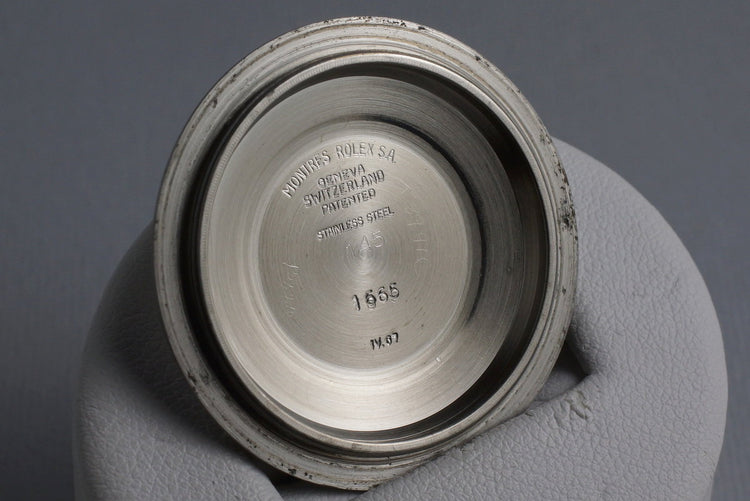 MONTRES ROLEX S.A.
GENEVA
SWITZERLAND
PATENTED
STAINLESS STEEL
1665
IV.67